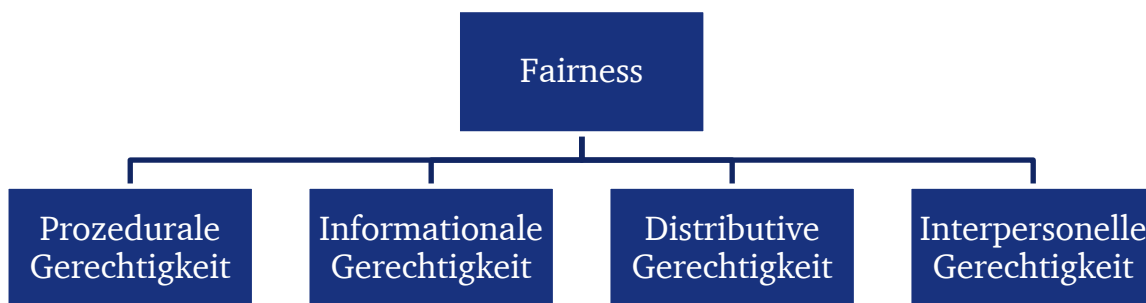 Fairness
Prozedurale
Gerechtigkeit
Informationale
Gerechtigkeit
Distributive
Gerechtigkeit
Interpersonelle
Gerechtigkeit